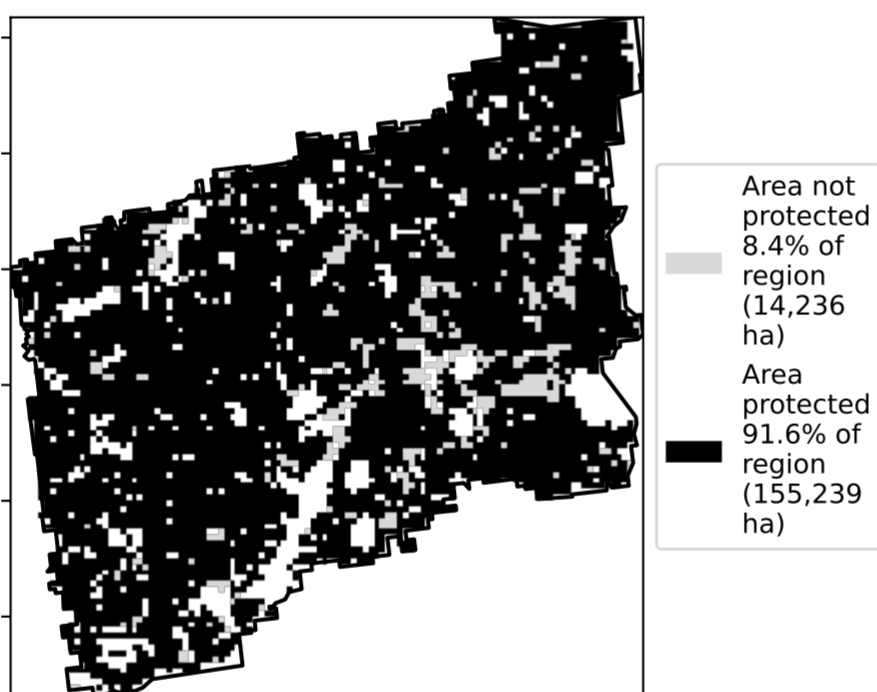 Area not
protected
8.4% of
region
(14,236
ha)
Area
protected
91.6% of
region
(155,239
ha)